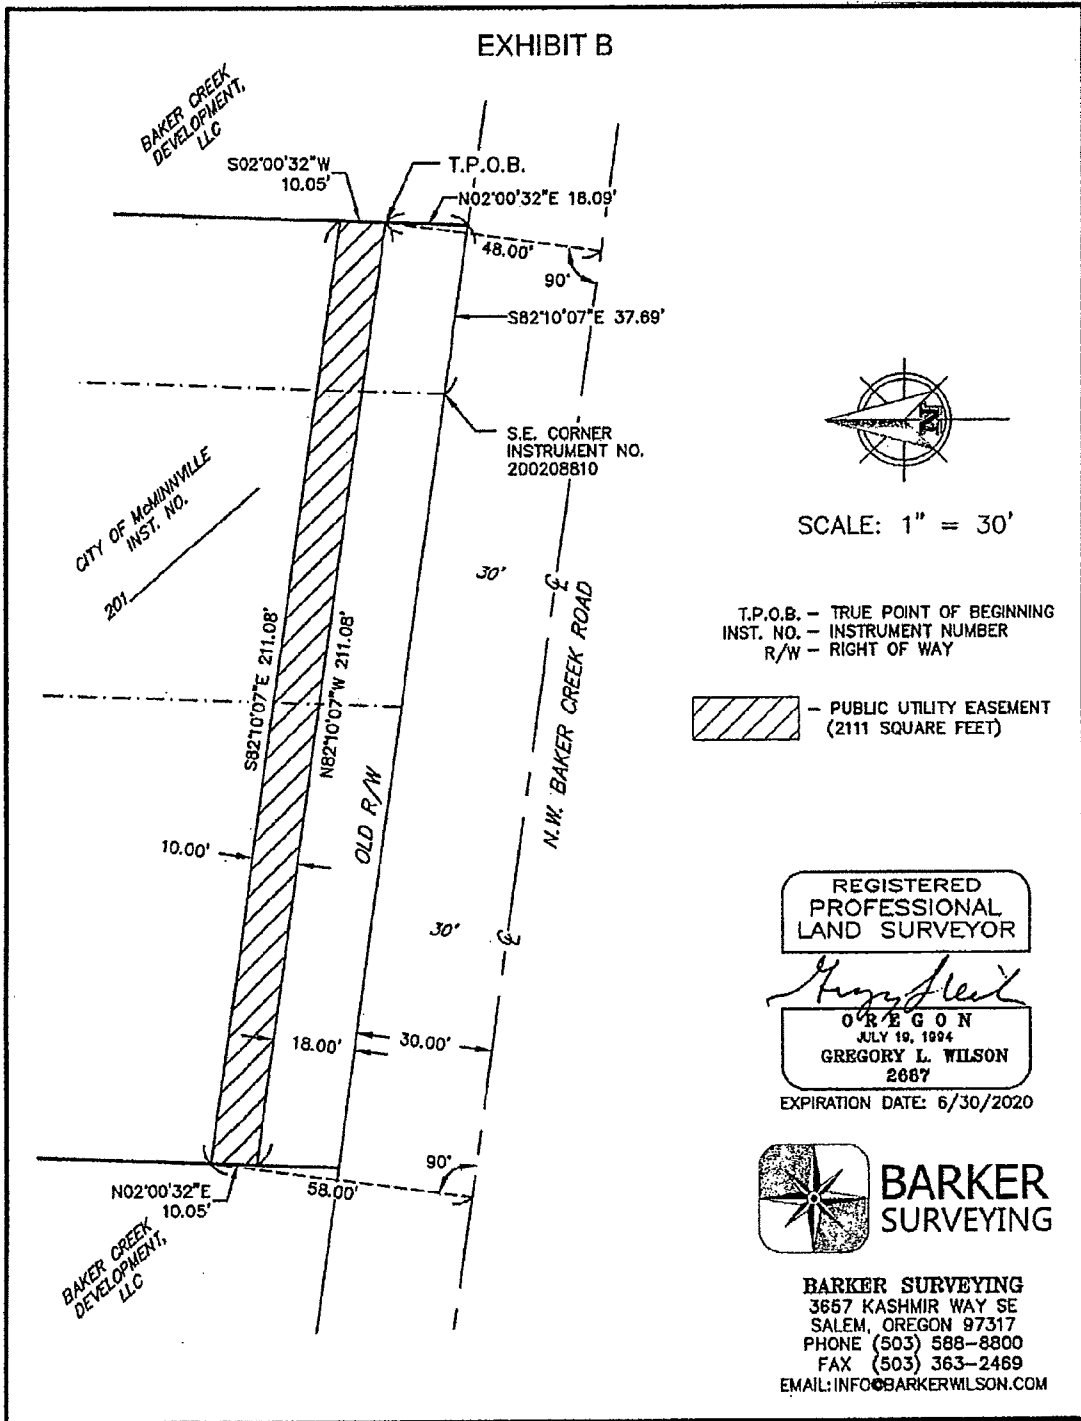 EXHIBIT B
BAKER CREEK
DEVELOPMENT,
LLC
S02°00'32"W
10.05'
T.P.O.B.
N02°00'32"E 18.09'
48.00'
90°
S82°10'07"E 37.69'
S.E. CORNER
INSTRUMENT NO.
200208810
CITY OF McMINNVILLE
INST. NO.
201
N
SCALE: 1" = 30'
T.P.O.B. – TRUE POINT OF BEGINNING
INST. NO. – INSTRUMENT NUMBER
R/W – RIGHT OF WAY
– PUBLIC UTILITY EASEMENT
(2111 SQUARE FEET)
30'
℄
N.W. BAKER CREEK ROAD
S82°10'07"E 211.08'
N82°10'07"W 211.08'
OLD R/W
10.00'
30'
℄
18.00'
30.00'
90°
58.00'
N02°00'32"E
10.05'
BAKER CREEK
DEVELOPMENT,
LLC
REGISTERED
PROFESSIONAL
LAND SURVEYOR
OREGON
JULY 19, 1994
GREGORY L. WILSON
2687
EXPIRATION DATE: 6/30/2020
BARKER
SURVEYING
BARKER SURVEYING
3657 KASHMIR WAY SE
SALEM, OREGON 97317
PHONE (503) 588–8800
FAX (503) 363–2469
EMAIL:INFO@BARKERWILSON.COM